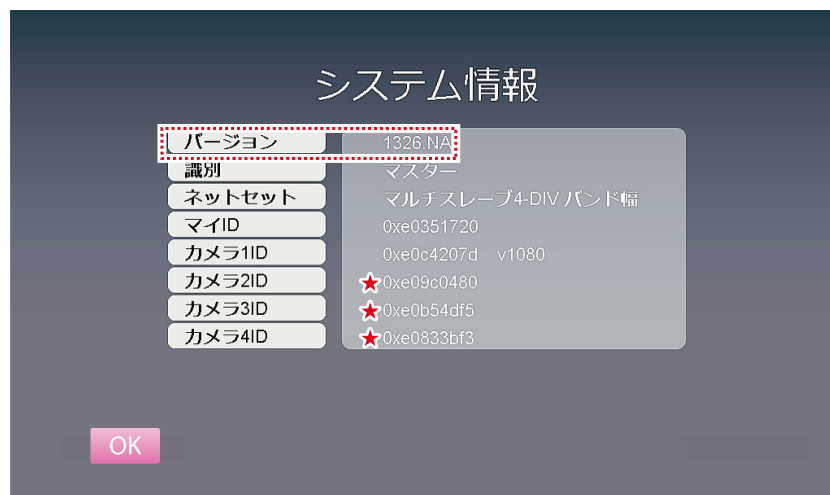 システム情報
バージョン 1326.NA
識別 マスター
ネットセット マルチスレーブ4-DIV バンド幅
マイID 0xe0351720
カメラ1ID 0xe0c4207d v1080
カメラ2ID ★0xe09c0480
カメラ3ID ★0xe0b54df5
カメラ4ID ★0xe0833bf3
OK